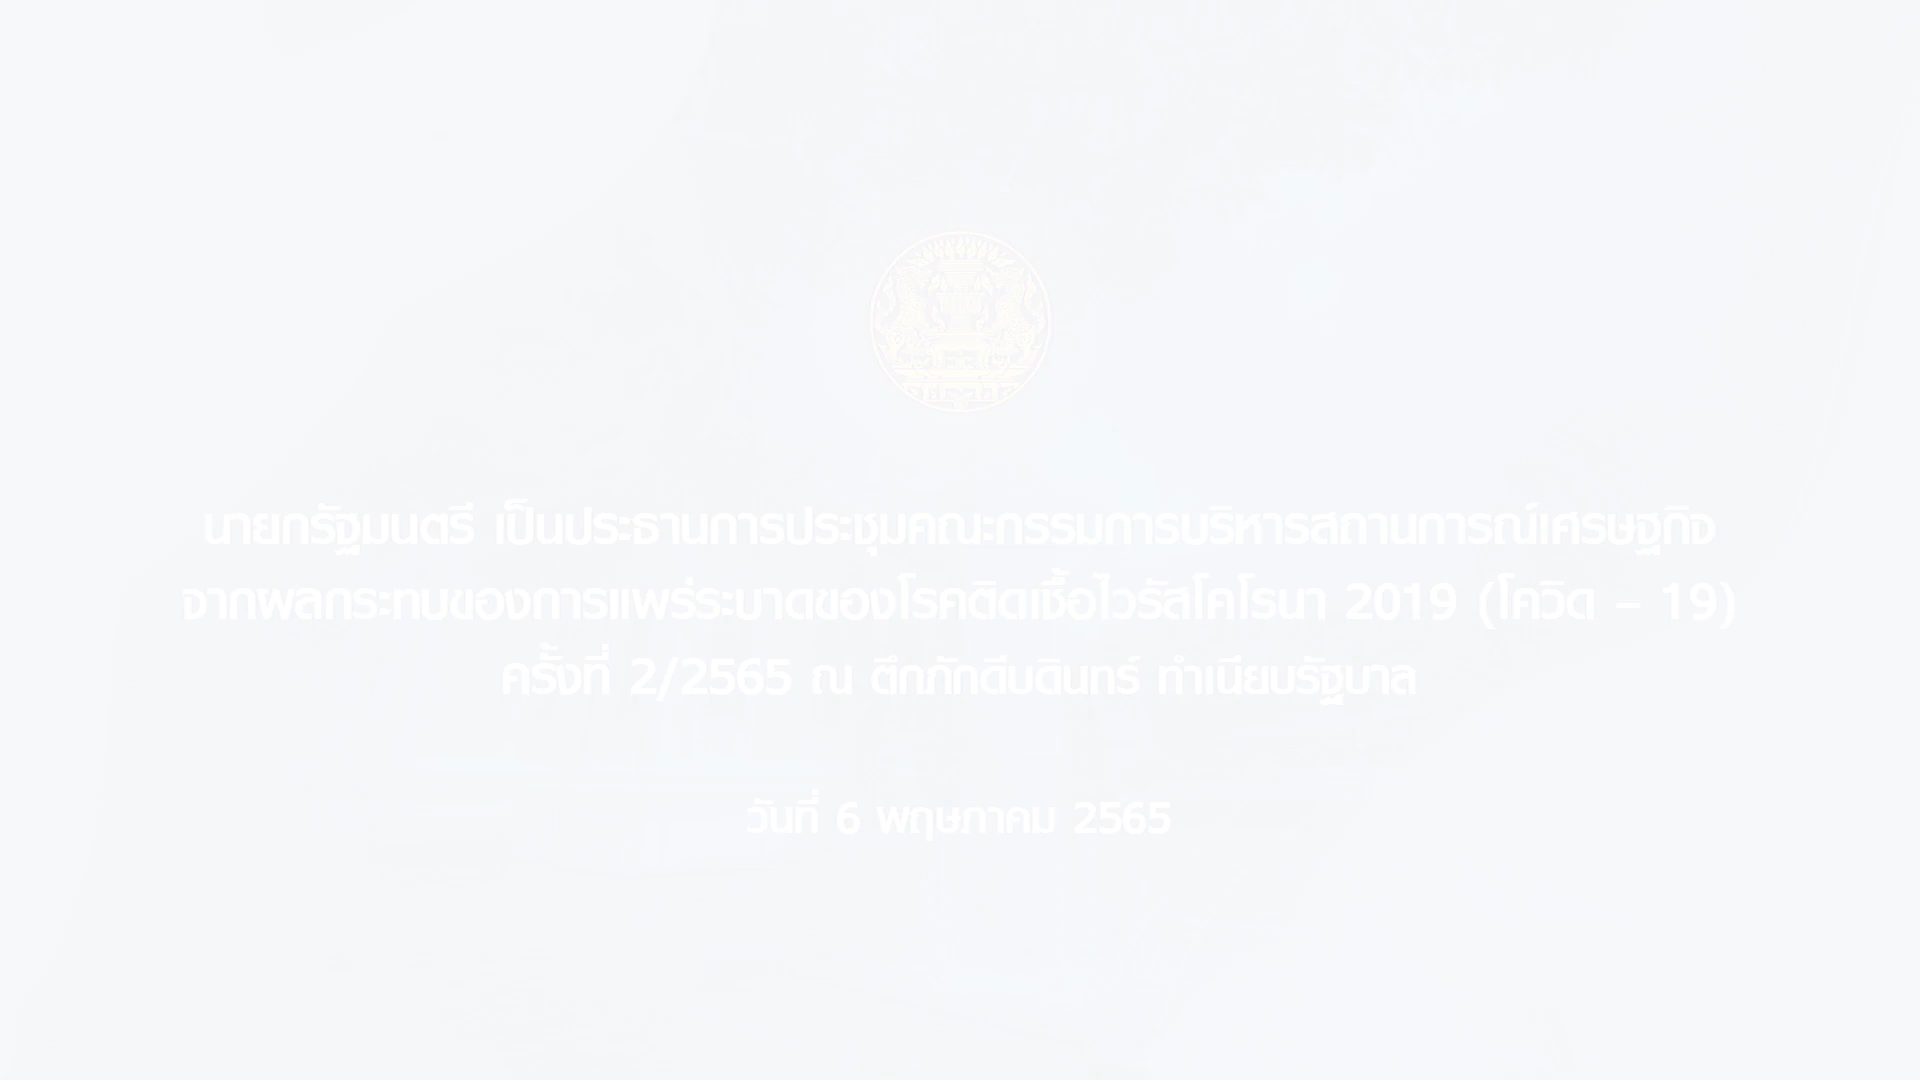 นายกรัฐมนตรี เป็นประธานการประชุมคณะกรรมการบริหารสถานการณ์เศรษฐกิจ
จากผลกระทบของการแพร่ระบาดของโรคติดเชื้อไวรัสโคโรนา 2019 (โควิด – 19)
ครั้งที่ 2/2565 ณ ตึกภักดีบดินทร์ ทำเนียบรัฐบาล
วันที่ 6 พฤษภาคม 2565